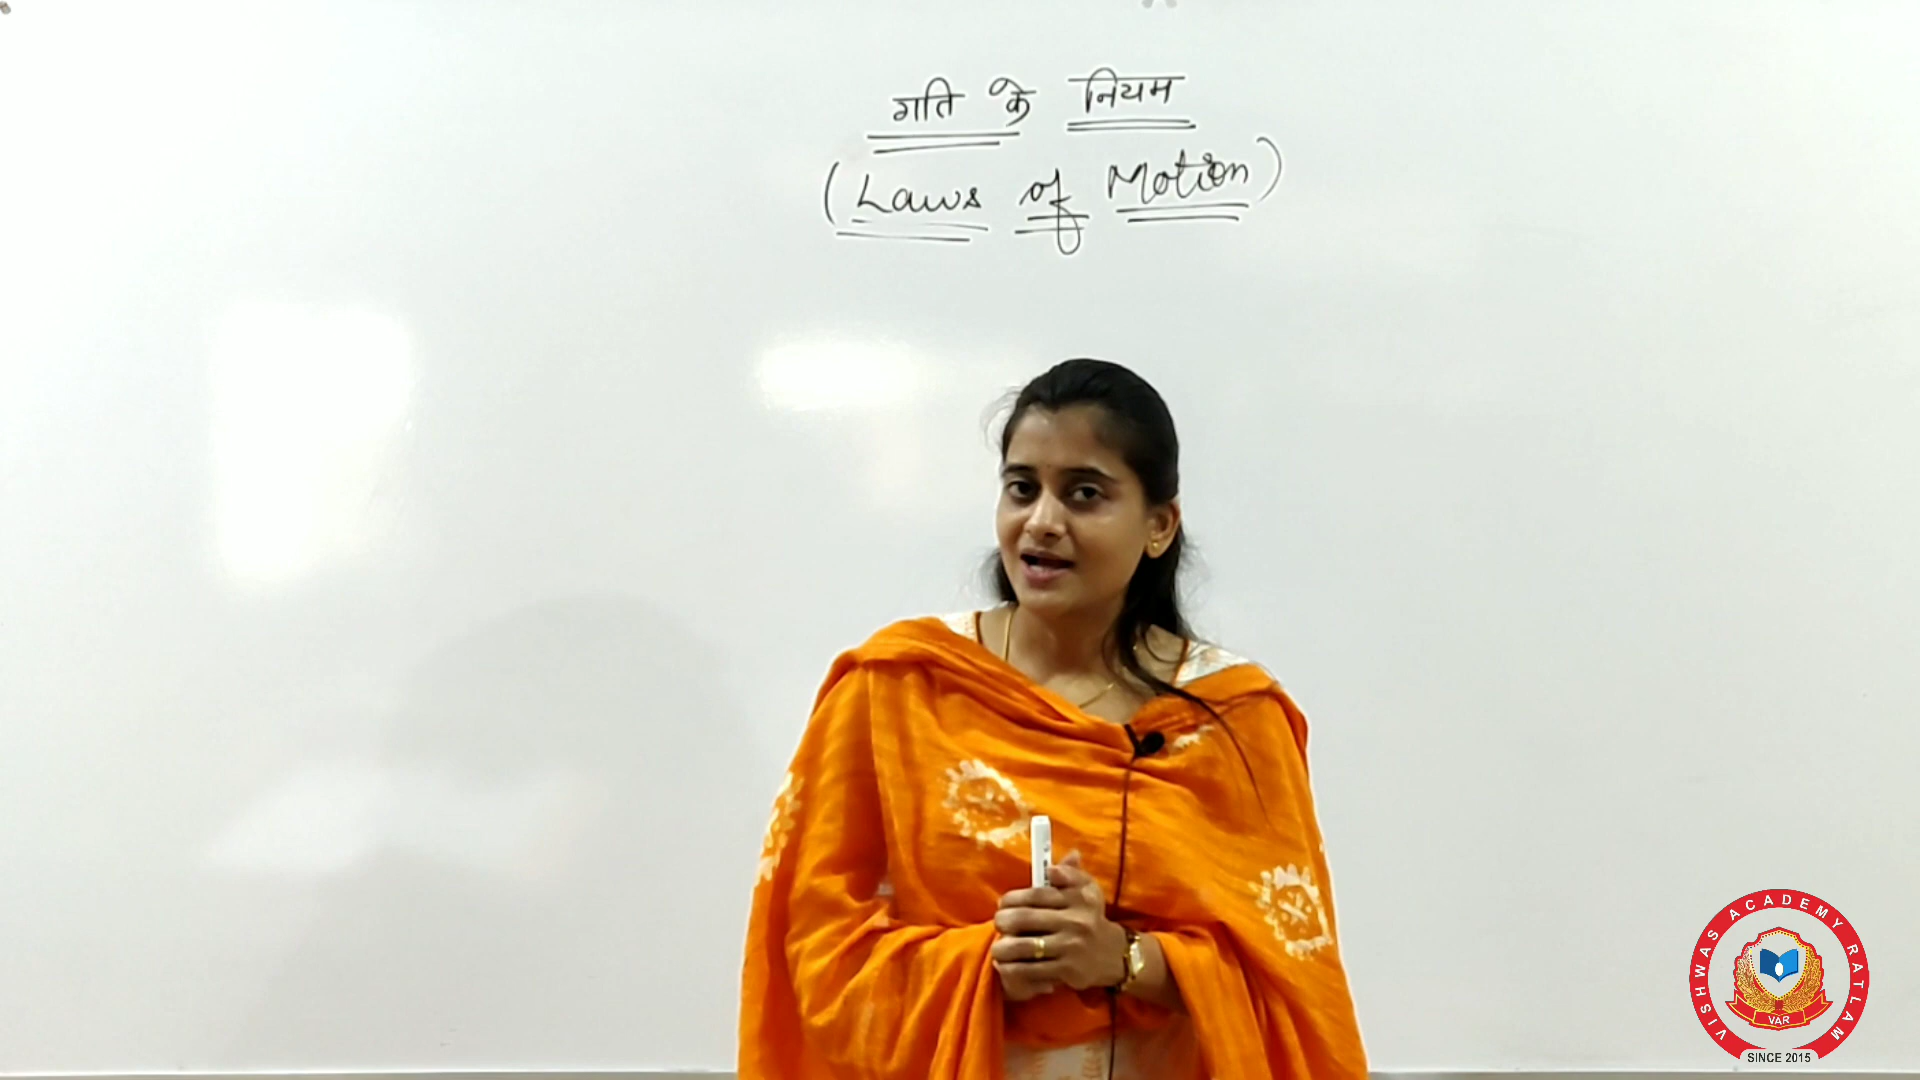 गति के नियम
(Laws of Motion)
VISHWAS ACADEMY RATLAM
VAR
SINCE 2015